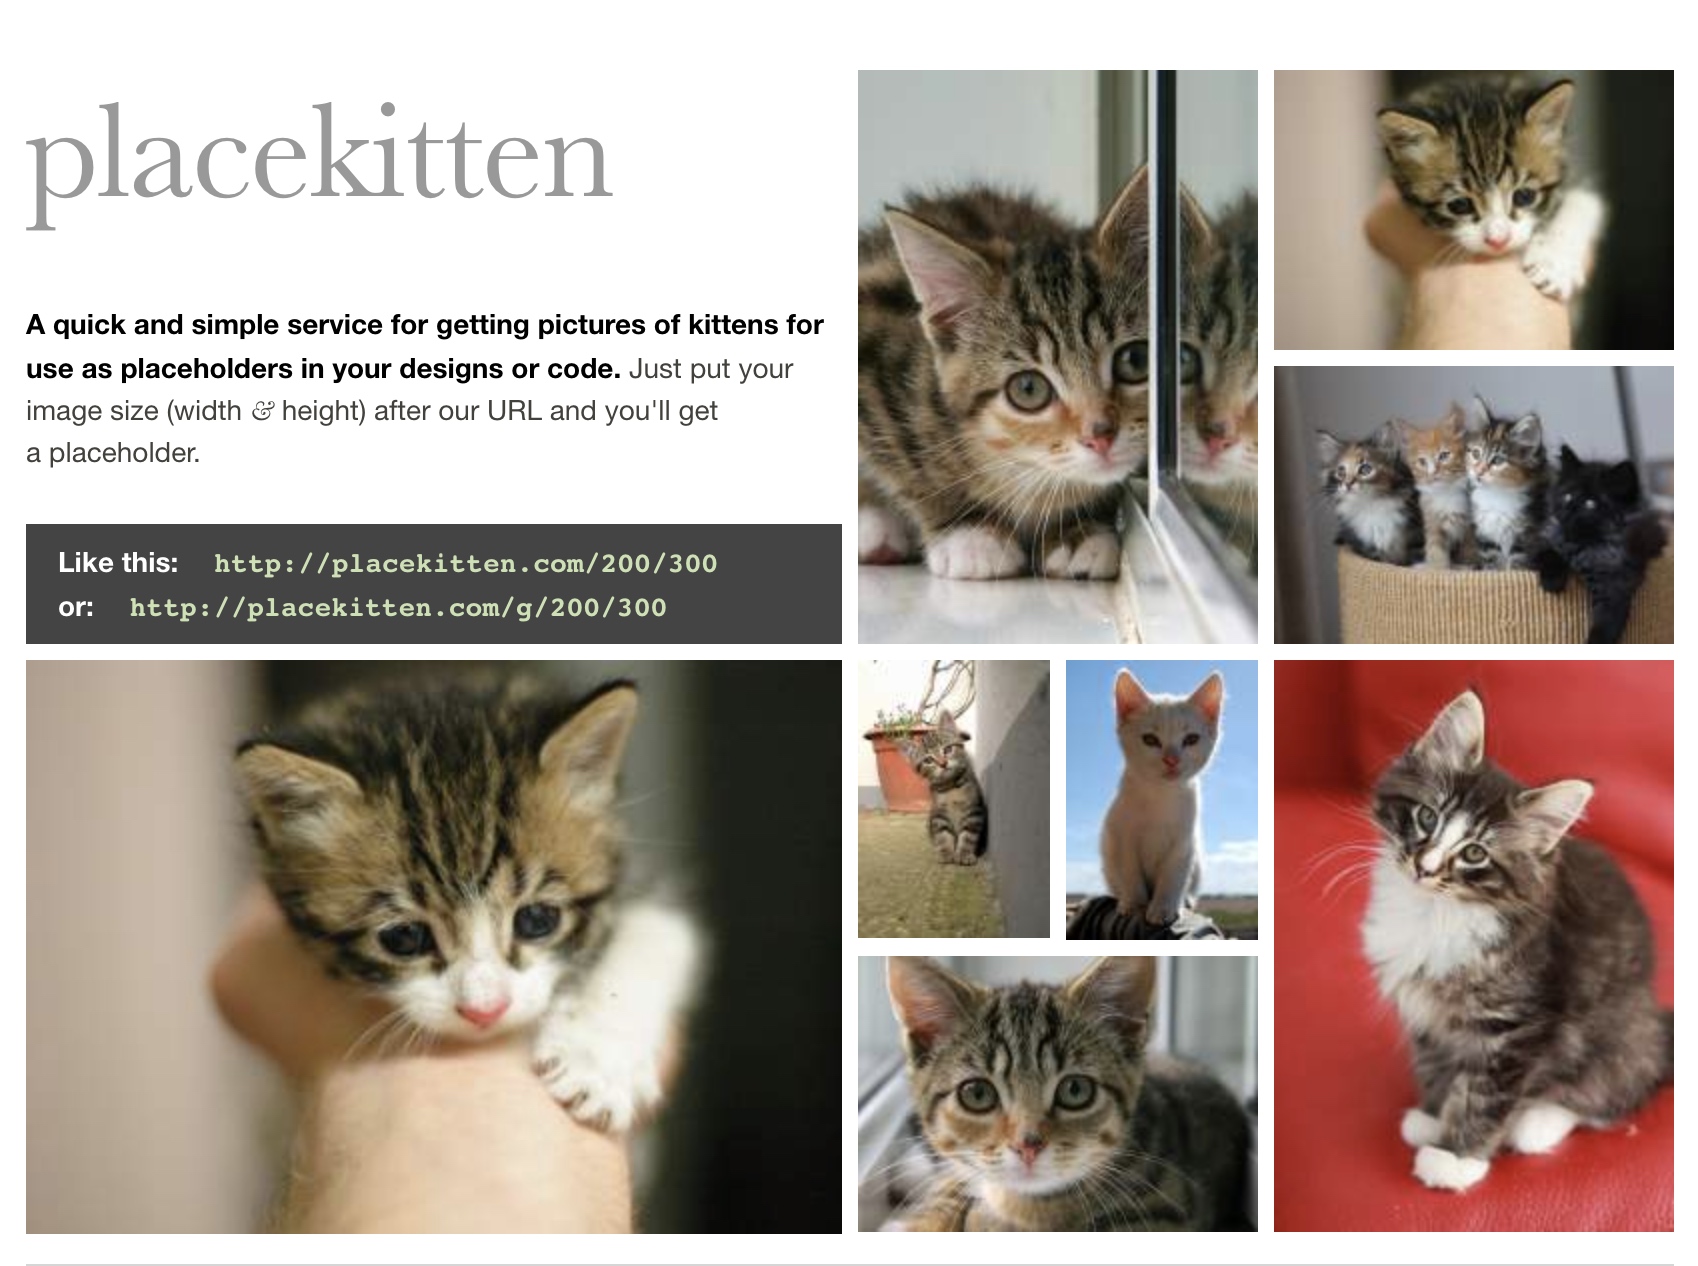 placekitten
A quick and simple service for getting pictures of kittens for
use as placeholders in your designs or code. Just put your
image size (width & height) after our URL and you'll get
a placeholder.
Like this: http://placekitten.com/200/300
or: http://placekitten.com/g/200/300